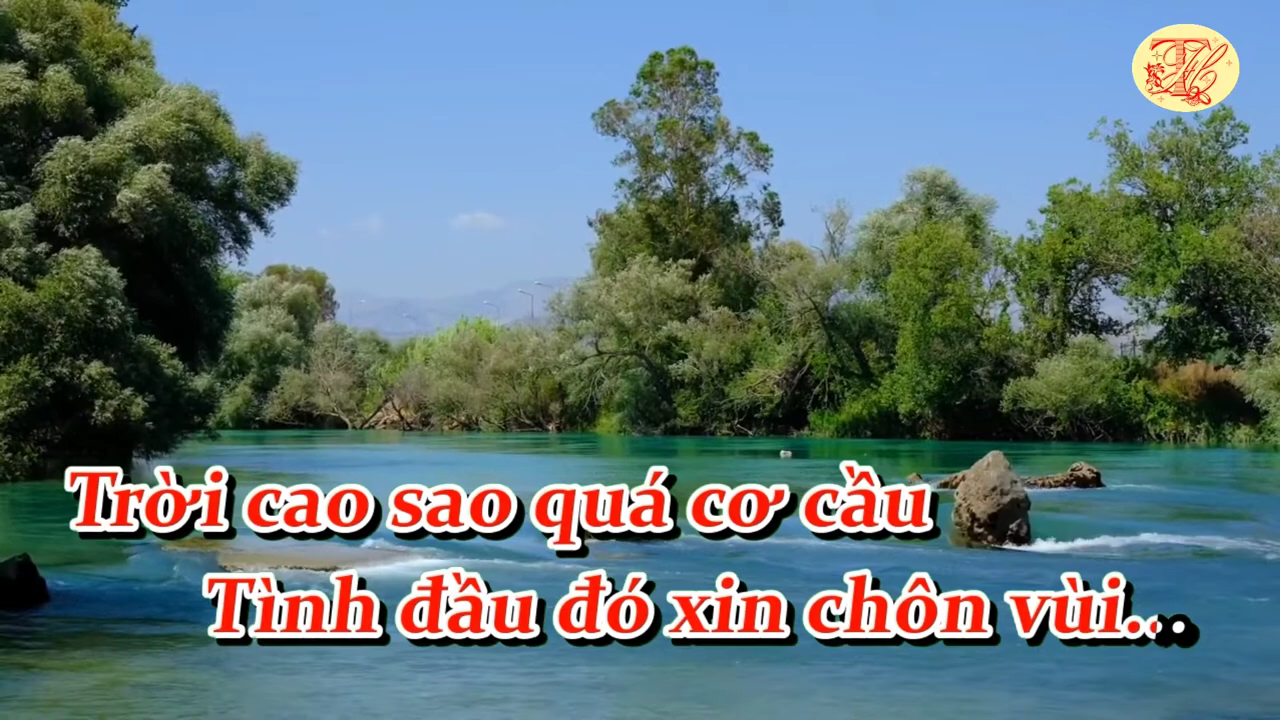 Trời cao sao quá cơ cầu
Tình đầu đó xin chôn vùi...